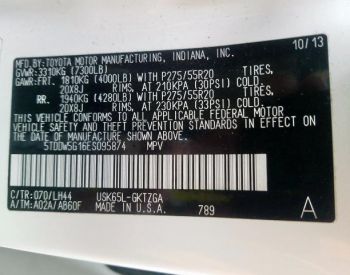 MFD.BY:TOYOTA MOTOR MANUFACTURING, INDIANA, INC. 10/13
GVWR:3310KG (7300LB)
GAWR:FRT. 1810KG (4000LB)WITH P275/55R20 TIRES,
20X8J RIMS, AT 210KPA (30PSI) COLD
RR. 1940KG (4280LB)WITH P275/55R20 TIRES,
20X8J RIMS, AT 230KPA (33PSI) COLD
THIS VEHICLE CONFORMS TO ALL APPLICABLE FEDERAL MOTOR
VEHICLE SAFETY STANDARDS IN EFFECT ON THE
DATE OF MANUFACTURE SHOWN ABOVE.
5TDDW5G16ES095874 MPV
C/TR:070/LH44 USK65L-GKTZGA
A/TM:A02A/AB60F MADE IN U.S.A. 789 A